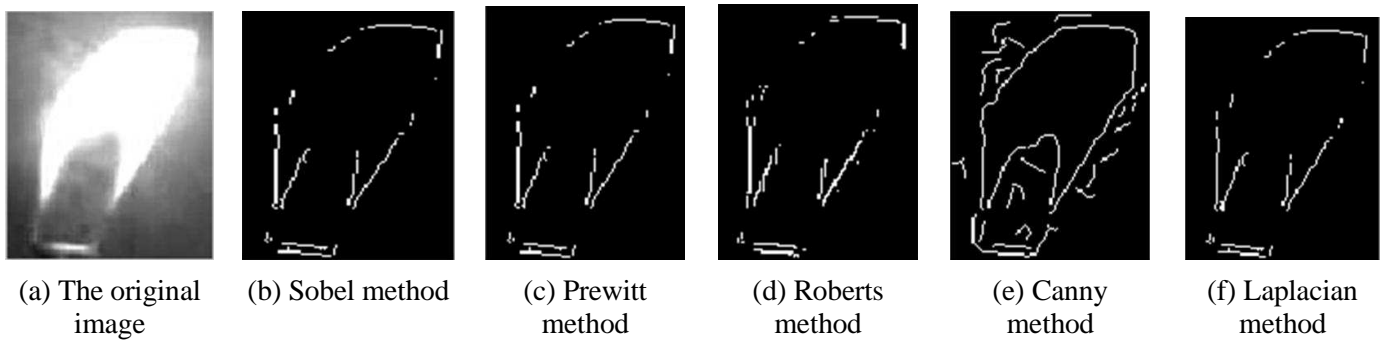 (a) The original
image
(b) Sobel method
(c) Prewitt
method
(d) Roberts
method
(e) Canny
method
(f) Laplacian
method